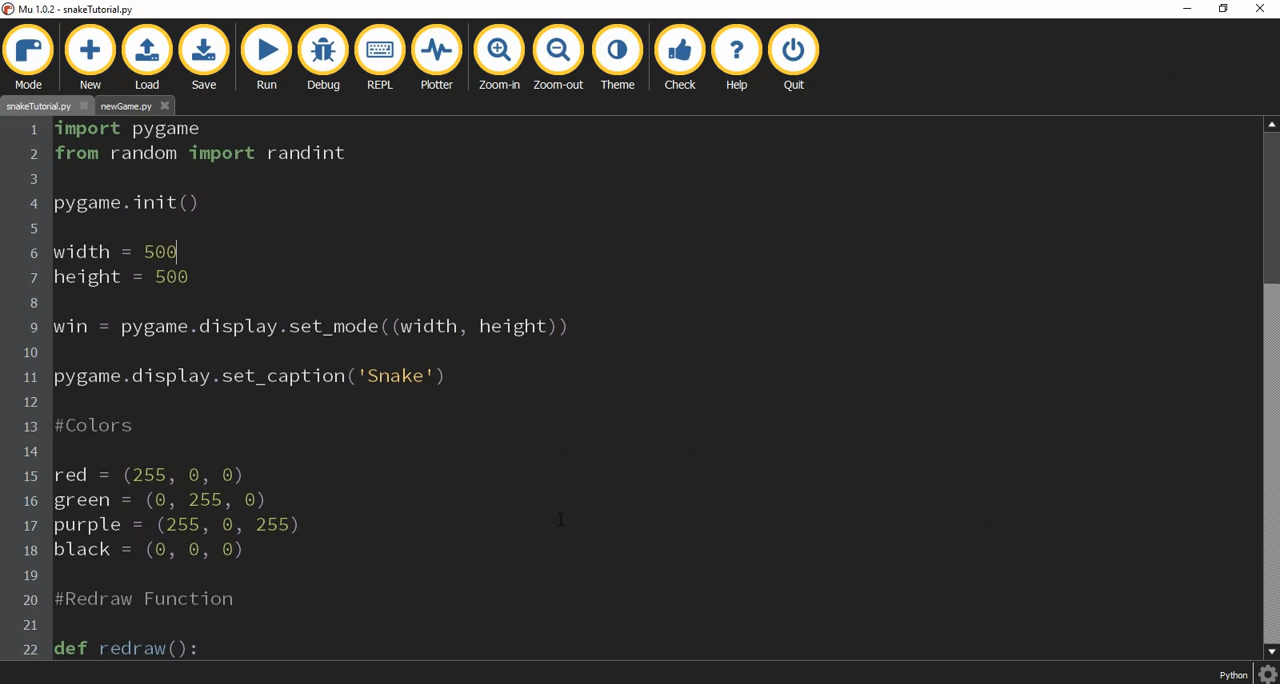 Mu 1.0.2 - snakeTutorial.py
Mode New Load Save Run Debug REPL Plotter Zoom-in Zoom-out Theme Check Help Quit
snakeTutorial.py newGame.py
1 import pygame
2 from random import randint
3
4 pygame.init()
5
6 width = 500
7 height = 500
8
9 win = pygame.display.set_mode((width, height))
10
11 pygame.display.set_caption('Snake')
12
13 #Colors
14
15 red = (255, 0, 0)
16 green = (0, 255, 0)
17 purple = (255, 0, 255)
18 black = (0, 0, 0)
19
20 #Redraw Function
21
22 def redraw():
Python